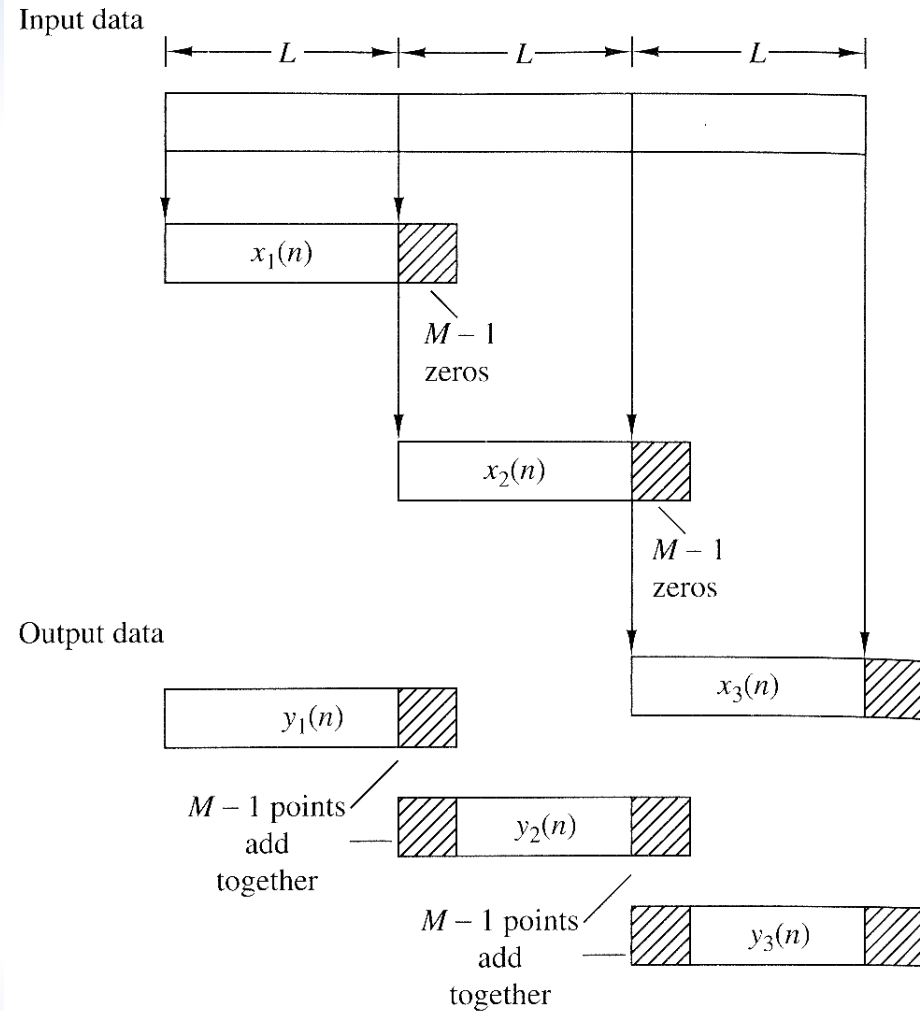 Input data
L L L
x₁(n)
M – 1
zeros
x₂(n)
M – 1
zeros
Output data
x₃(n)
y₁(n)
M – 1 points
add
together
y₂(n)
M – 1 points
add
together
y₃(n)